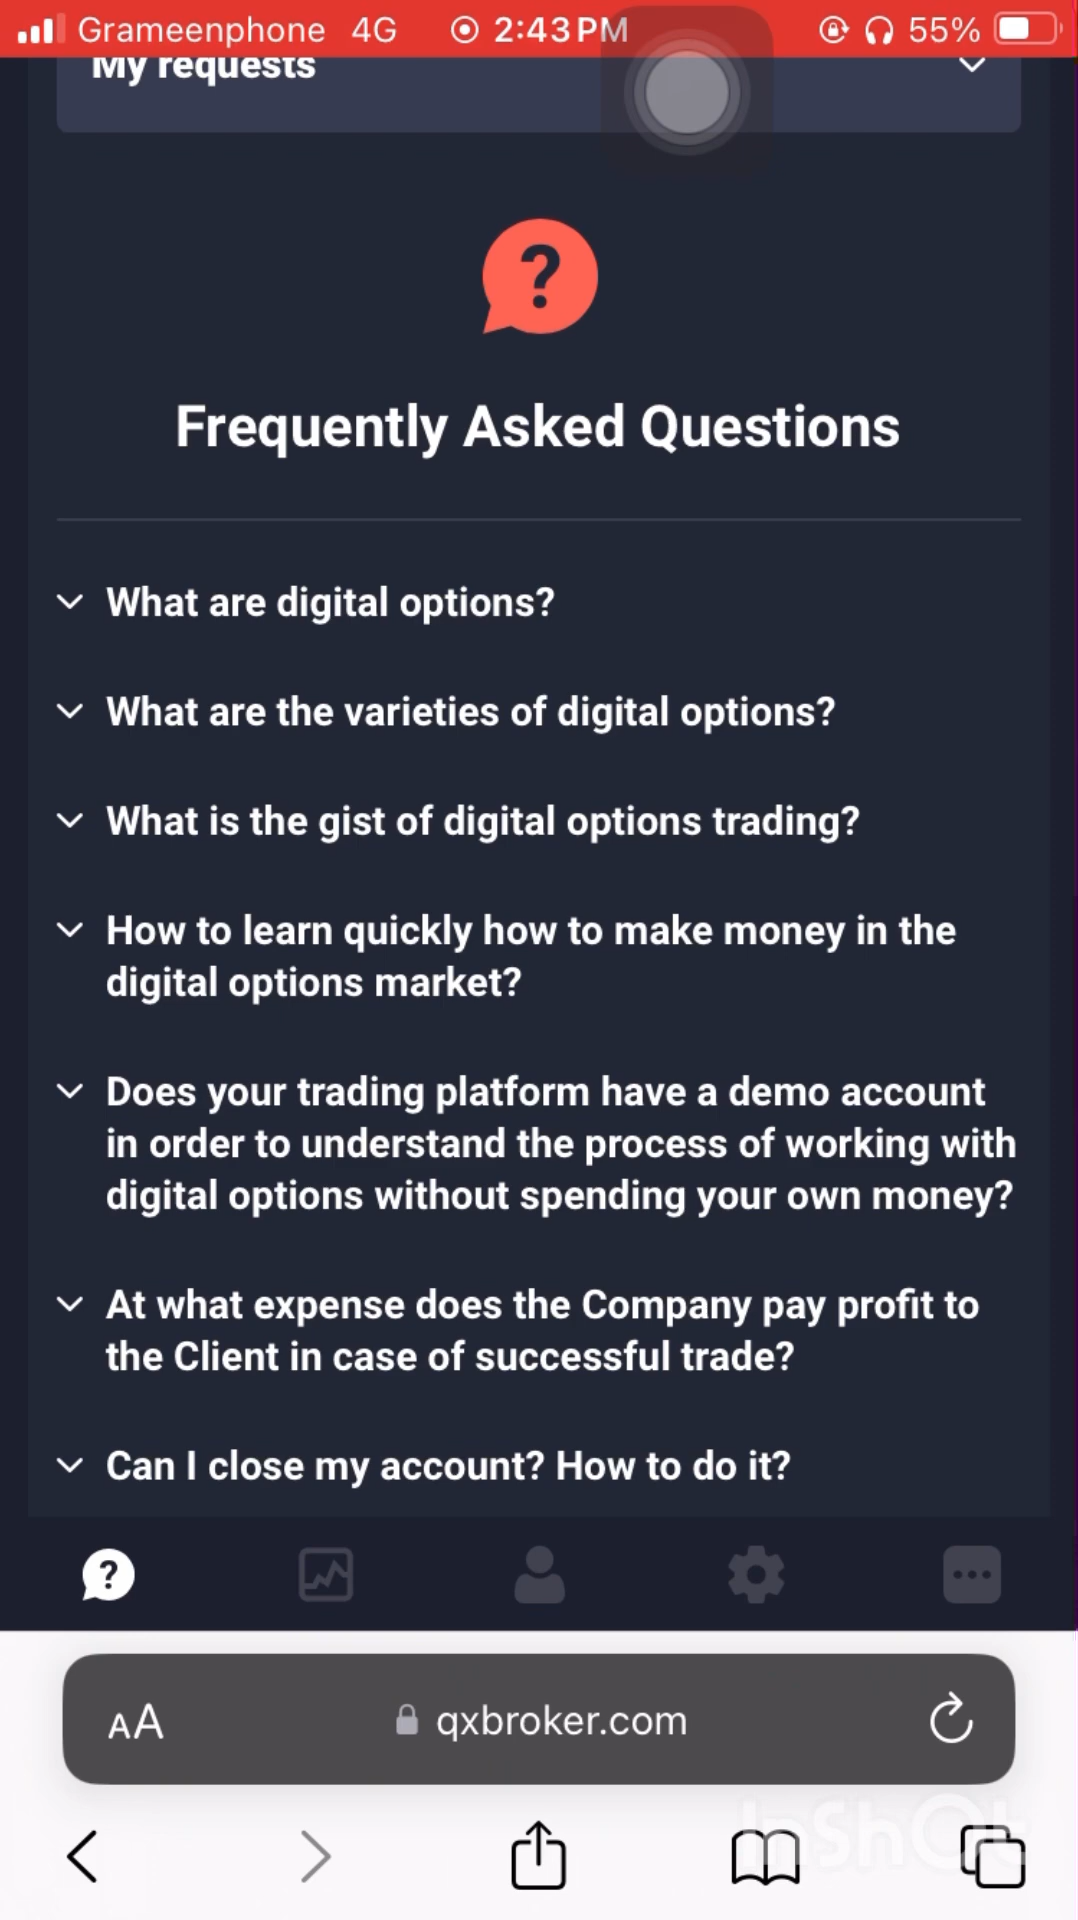 Grameenphone 4G 2:43 PM 55%
My requests
?
Frequently Asked Questions
What are digital options?
What are the varieties of digital options?
What is the gist of digital options trading?
How to learn quickly how to make money in the
digital options market?
Does your trading platform have a demo account
in order to understand the process of working with
digital options without spending your own money?
At what expense does the Company pay profit to
the Client in case of successful trade?
Can I close my account? How to do it?
?
AA qxbroker.com
InShOt